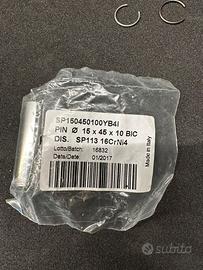 SP150450100YB4I
PIN Ø 15 x 45 x 10 BIC
DIS. SP113 16CrNi4
Lotto/Batch: 16832
Data/Date: 01/2017
Made in Italy
subito